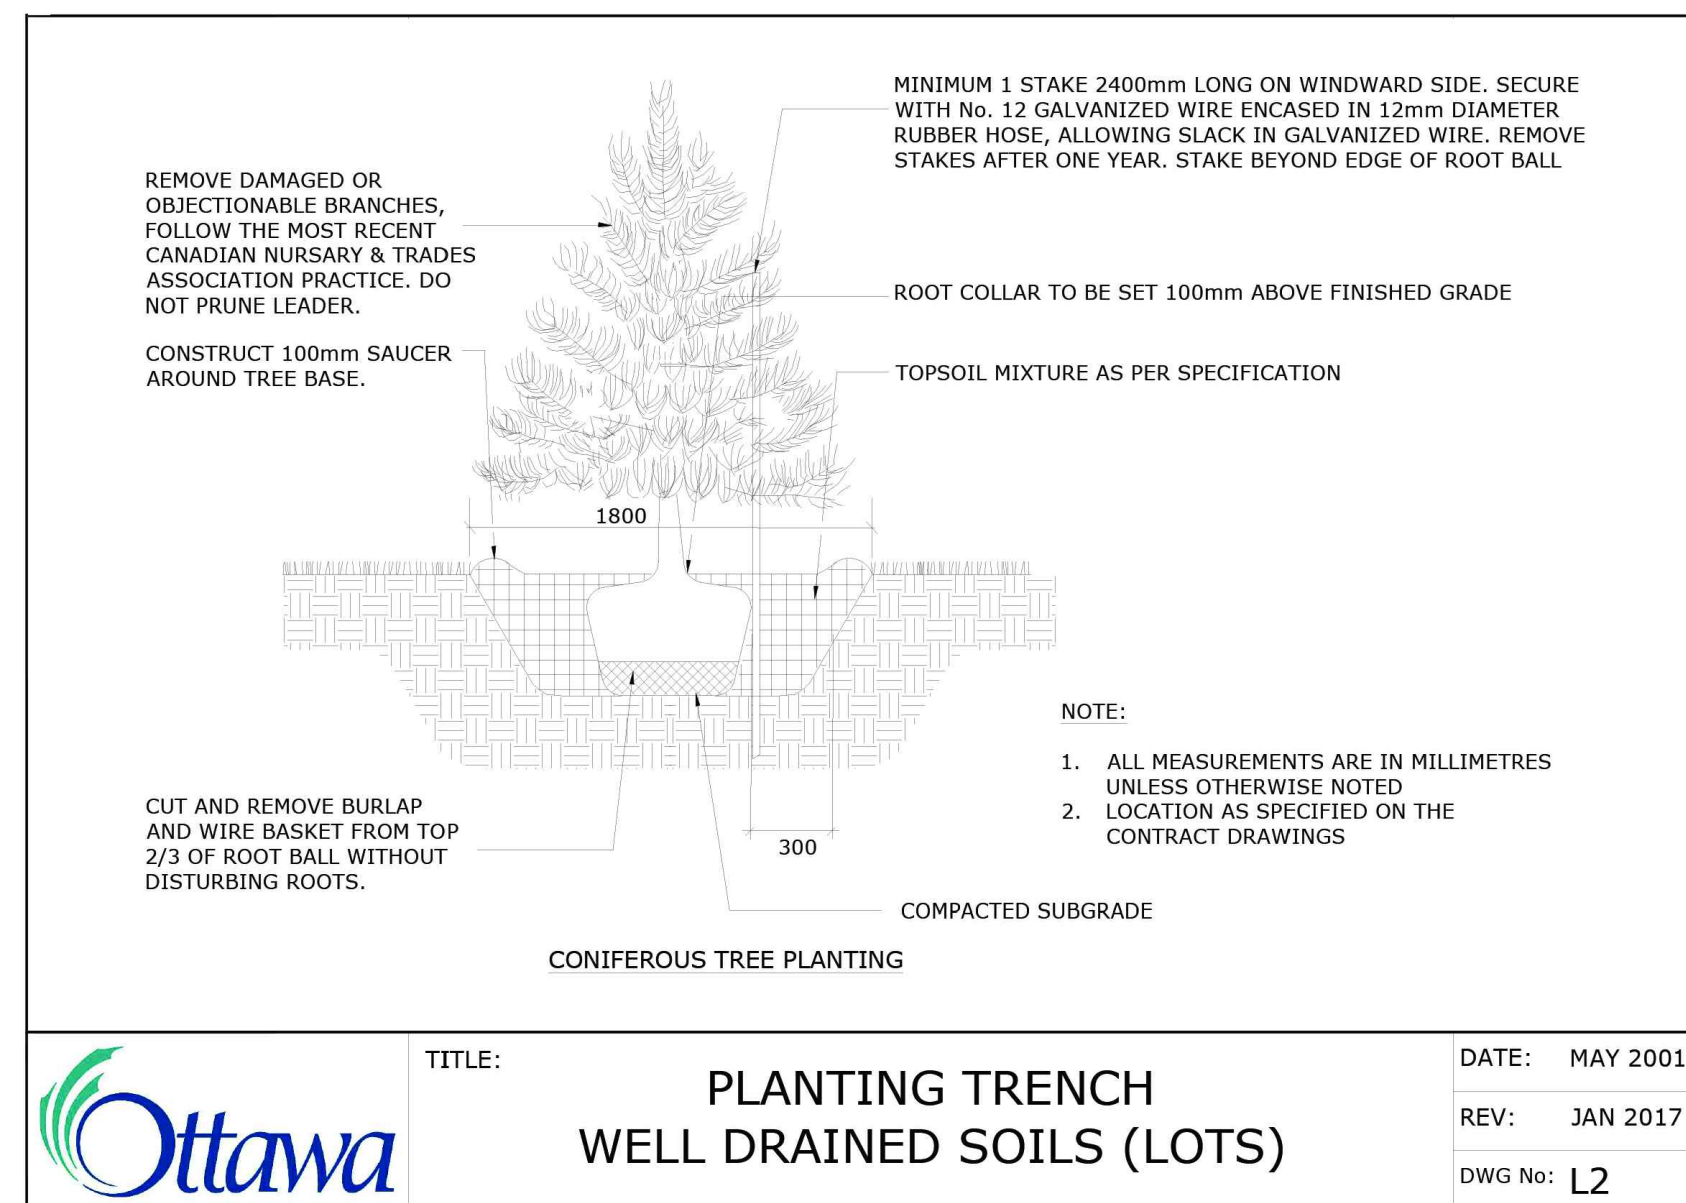 MINIMUM 1 STAKE 2400mm LONG ON WINDWARD SIDE. SECURE
WITH No. 12 GALVANIZED WIRE ENCASED IN 12mm DIAMETER
RUBBER HOSE, ALLOWING SLACK IN GALVANIZED WIRE. REMOVE
STAKES AFTER ONE YEAR. STAKE BEYOND EDGE OF ROOT BALL
REMOVE DAMAGED OR
OBJECTIONABLE BRANCHES,
FOLLOW THE MOST RECENT
CANADIAN NURSARY & TRADES
ASSOCIATION PRACTICE. DO
NOT PRUNE LEADER.
ROOT COLLAR TO BE SET 100mm ABOVE FINISHED GRADE
CONSTRUCT 100mm SAUCER
AROUND TREE BASE.
TOPSOIL MIXTURE AS PER SPECIFICATION
1800
NOTE:
1. ALL MEASUREMENTS ARE IN MILLIMETRES
UNLESS OTHERWISE NOTED
2. LOCATION AS SPECIFIED ON THE
CONTRACT DRAWINGS
CUT AND REMOVE BURLAP
AND WIRE BASKET FROM TOP
2/3 OF ROOT BALL WITHOUT
DISTURBING ROOTS.
300
COMPACTED SUBGRADE
CONIFEROUS TREE PLANTING
Ottawa
TITLE:
PLANTING TRENCH
WELL DRAINED SOILS (LOTS)
DATE: MAY 2001
REV: JAN 2017
DWG No: L2